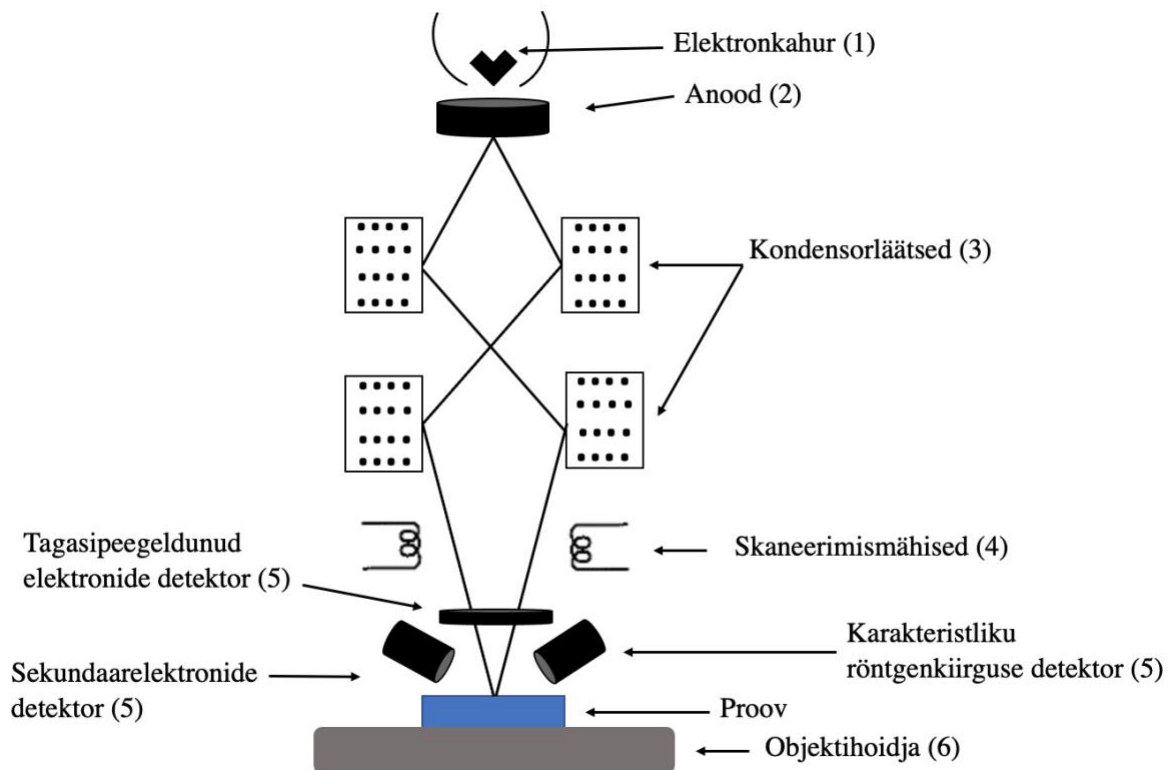 Elektronkahur (1)
Anood (2)
Kondensorläätsed (3)
Skaneerimismähised (4)
Tagasipeegeldunud
elektronide detektor (5)
Karakteristliku
röntgenkiirguse detektor (5)
Sekundaarelektronide
detektor (5)
Proov
Objektihoidja (6)